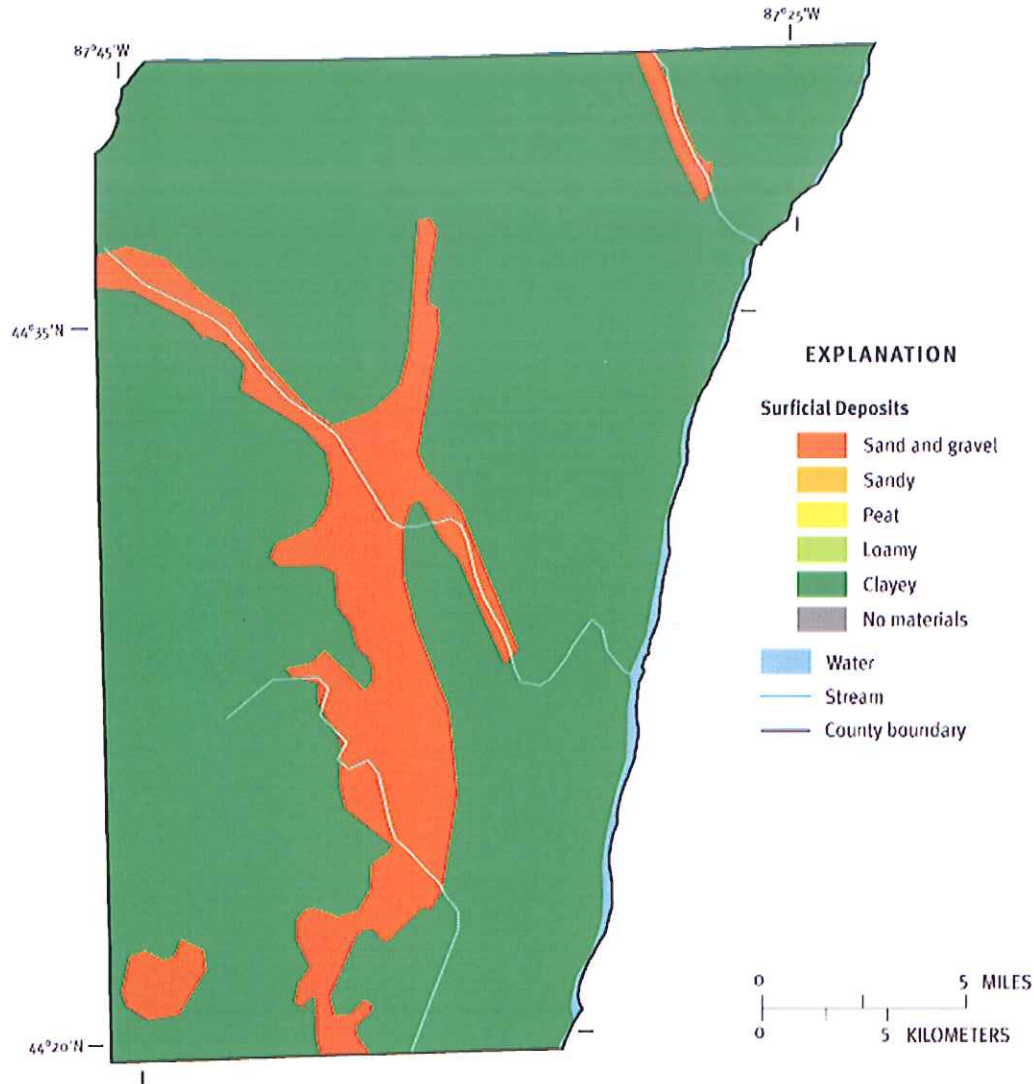 87°45'W
87°25'W
44°35'N
EXPLANATION
Surficial Deposits
Sand and gravel
Sandy
Peat
Loamy
Clayey
No materials
Water
Stream
County boundary
0 5 MILES
0 5 KILOMETERS
44°20'N